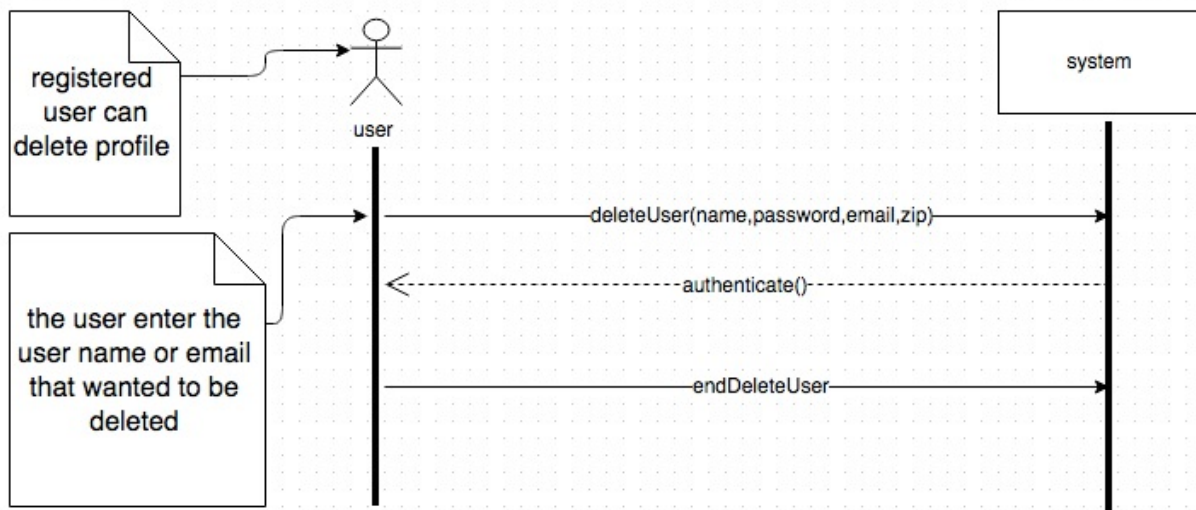 registered
user can
delete profile
user
system
deleteUser(name,password,email,zip)
authenticate()
the user enter the
user name or email
that wanted to be
deleted
endDeleteUser